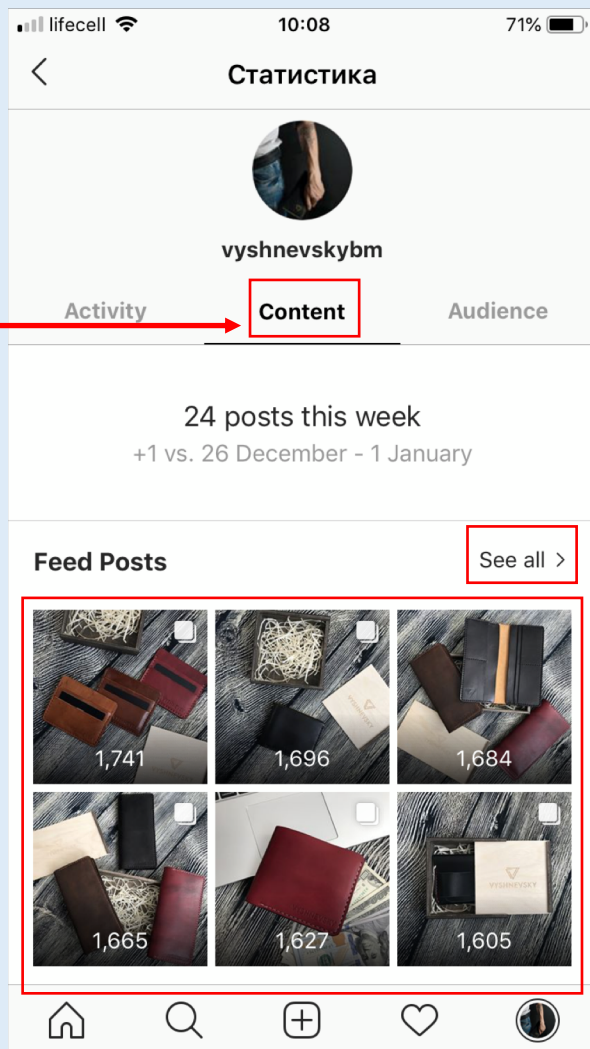 lifecell 10:08 71%
Статистика
vyshnevskybm
Activity Content Audience
24 posts this week
+1 vs. 26 December - 1 January
Feed Posts See all >
1,741 1,696 1,684
VYSHNEVSKY
1,665 1,627 1,605